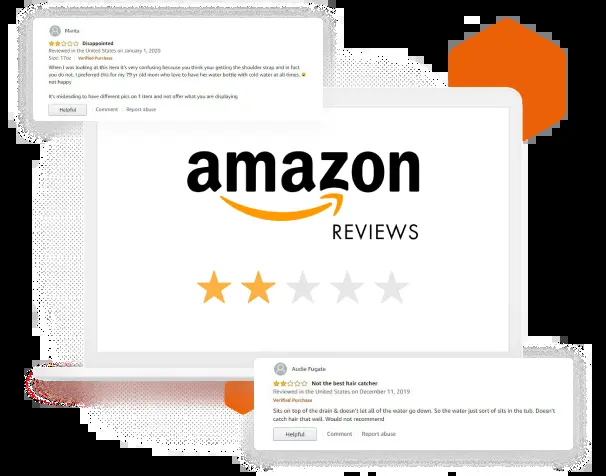 Marita
Disappointed
Reviewed in the United States on January 1, 2020
Size: 17oz Verified Purchase
When I was looking at this item it's very confusing because you think your getting the shoulder strap and in fact
you do not. I preferred this for my 79 yr old mom who love to have her water bottle with cold water at all times. 😟
not happy
It's misleading to have different pics on 1 item and not offer what you are displaying
Helpful Comment Report abuse
amazon
REVIEWS
Audie Fugate
Not the best hair catcher
Reviewed in the United States on December 11, 2019
Verified Purchase
Sits on top of the drain & doesn't let all of the water go down. So the water just sort of sits in the tub. Doesn't
catch hair that well. Would not recommend
Helpful Comment Report abuse